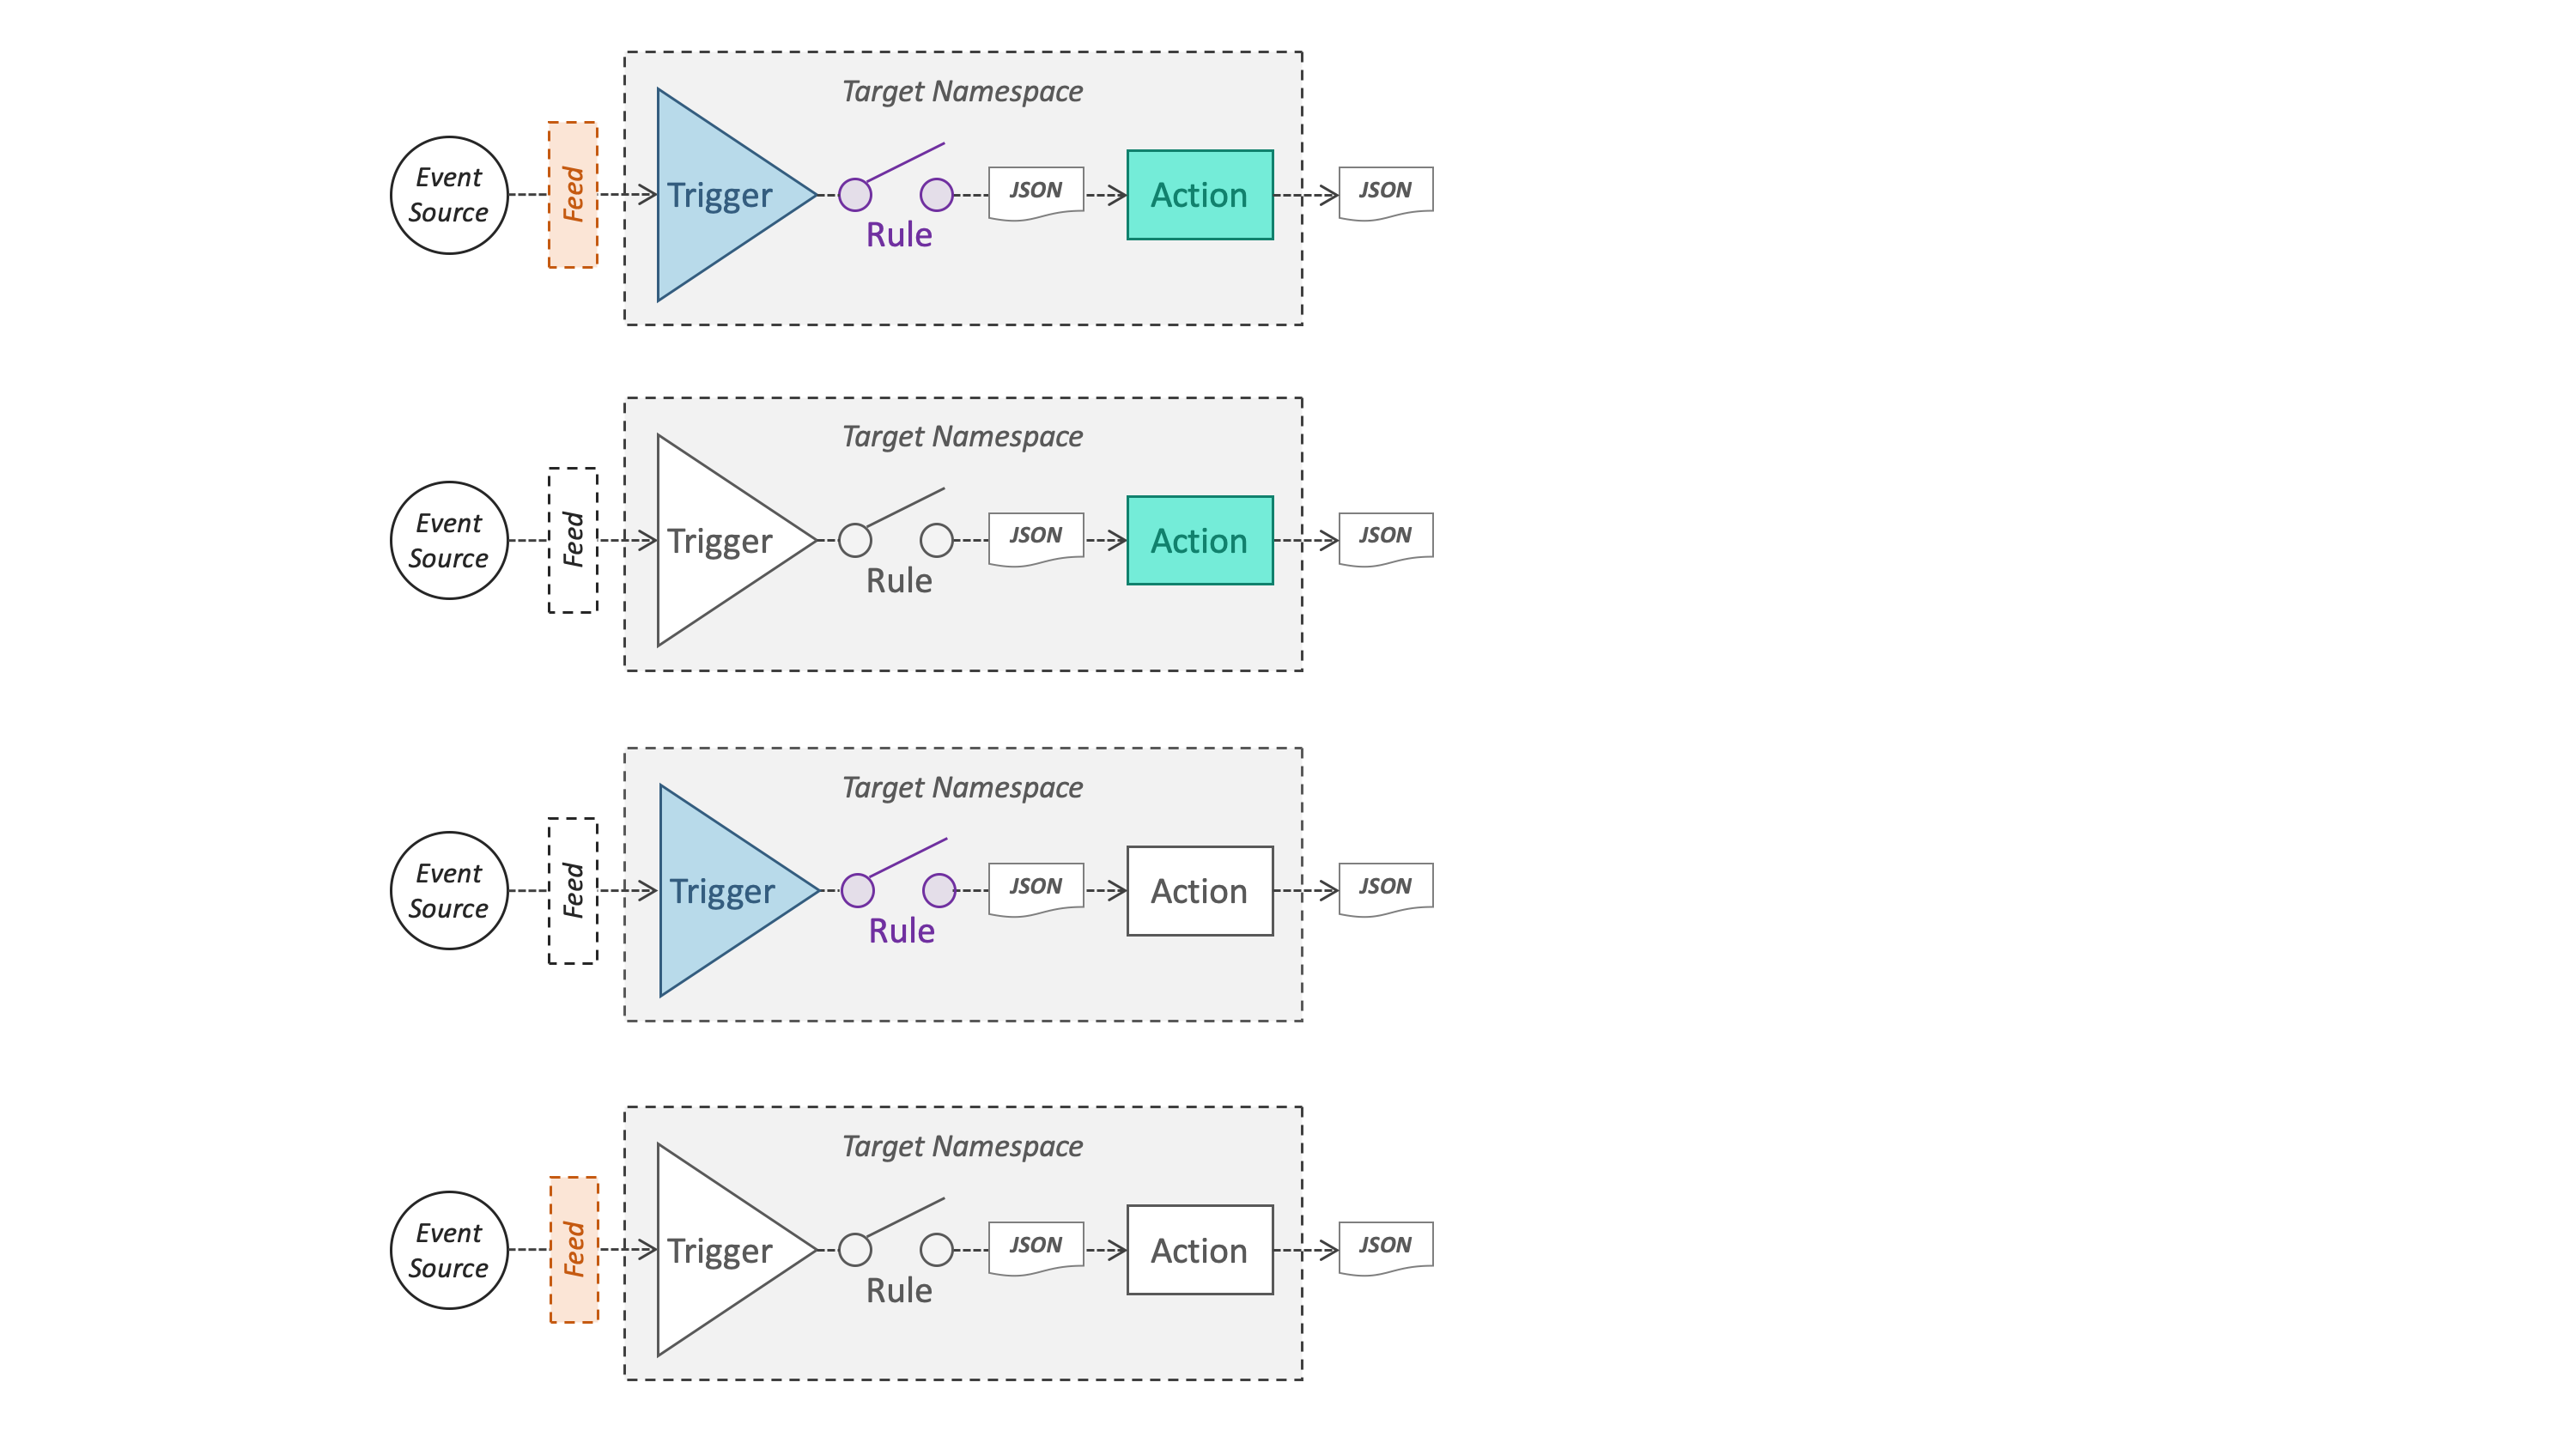 Target Namespace
Event
Source
Feed
Trigger
Rule
JSON
Action
JSON
Target Namespace
Event
Source
Feed
Trigger
Rule
JSON
Action
JSON
Target Namespace
Event
Source
Feed
Trigger
Rule
JSON
Action
JSON
Target Namespace
Event
Source
Feed
Trigger
Rule
JSON
Action
JSON